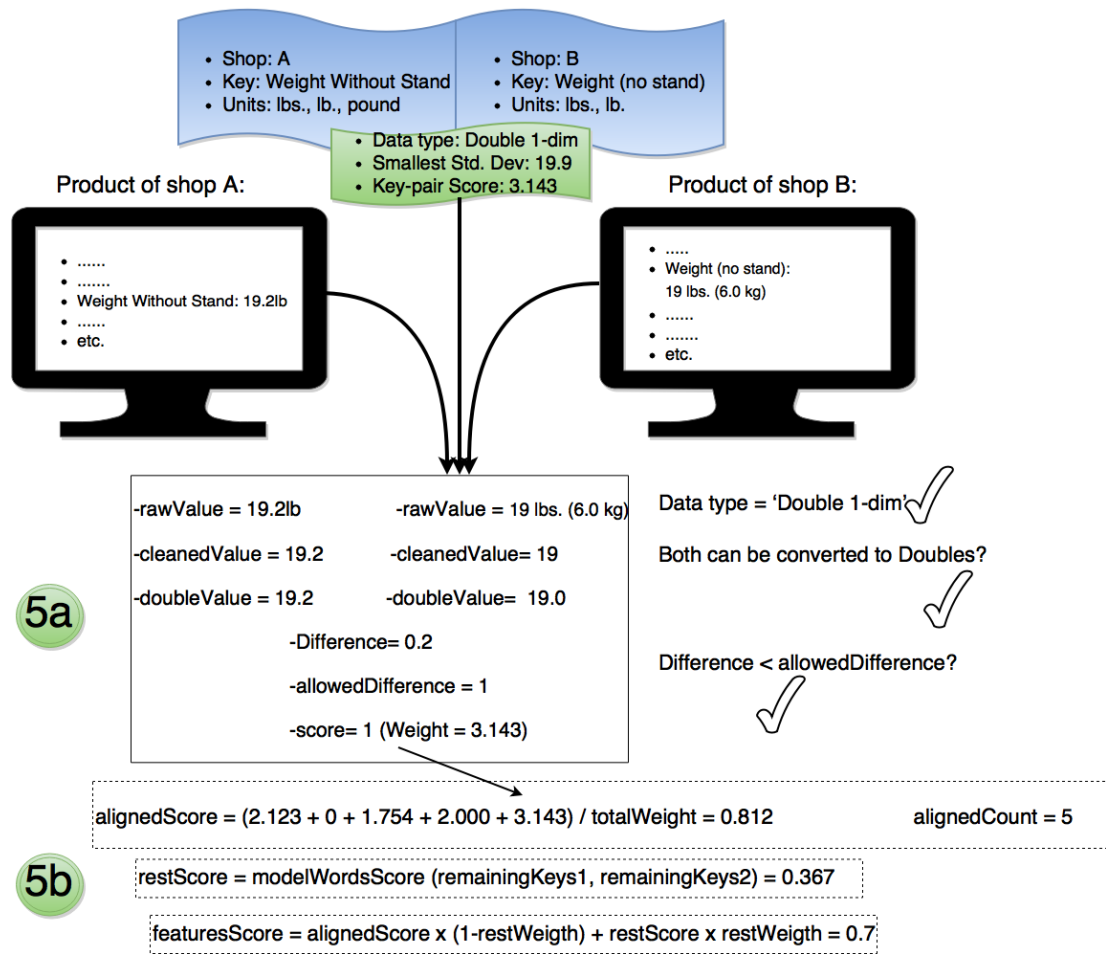 • Shop: A
• Key: Weight Without Stand
• Units: lbs., lb., pound
• Shop: B
• Key: Weight (no stand)
• Units: lbs., lb.
• Data type: Double 1-dim
• Smallest Std. Dev: 19.9
• Key-pair Score: 3.143
Product of shop A:
Product of shop B:
• ......
• .......
• Weight Without Stand: 19.2lb
• ......
• etc.
• .....
• Weight (no stand):
19 lbs. (6.0 kg)
• ......
• .......
• etc.
5a
-rawValue = 19.2lb
-rawValue = 19 lbs. (6.0 kg)
-cleanedValue = 19.2
-cleanedValue= 19
-doubleValue = 19.2
-doubleValue= 19.0
-Difference= 0.2
-allowedDifference = 1
-score= 1 (Weight = 3.143)
Data type = ‘Double 1-dim’
Both can be converted to Doubles?
Difference < allowedDifference?
alignedScore = (2.123 + 0 + 1.754 + 2.000 + 3.143) / totalWeight = 0.812
alignedCount = 5
5b
restScore = modelWordsScore (remainingKeys1, remainingKeys2) = 0.367
featuresScore = alignedScore x (1-restWeigth) + restScore x restWeigth = 0.7